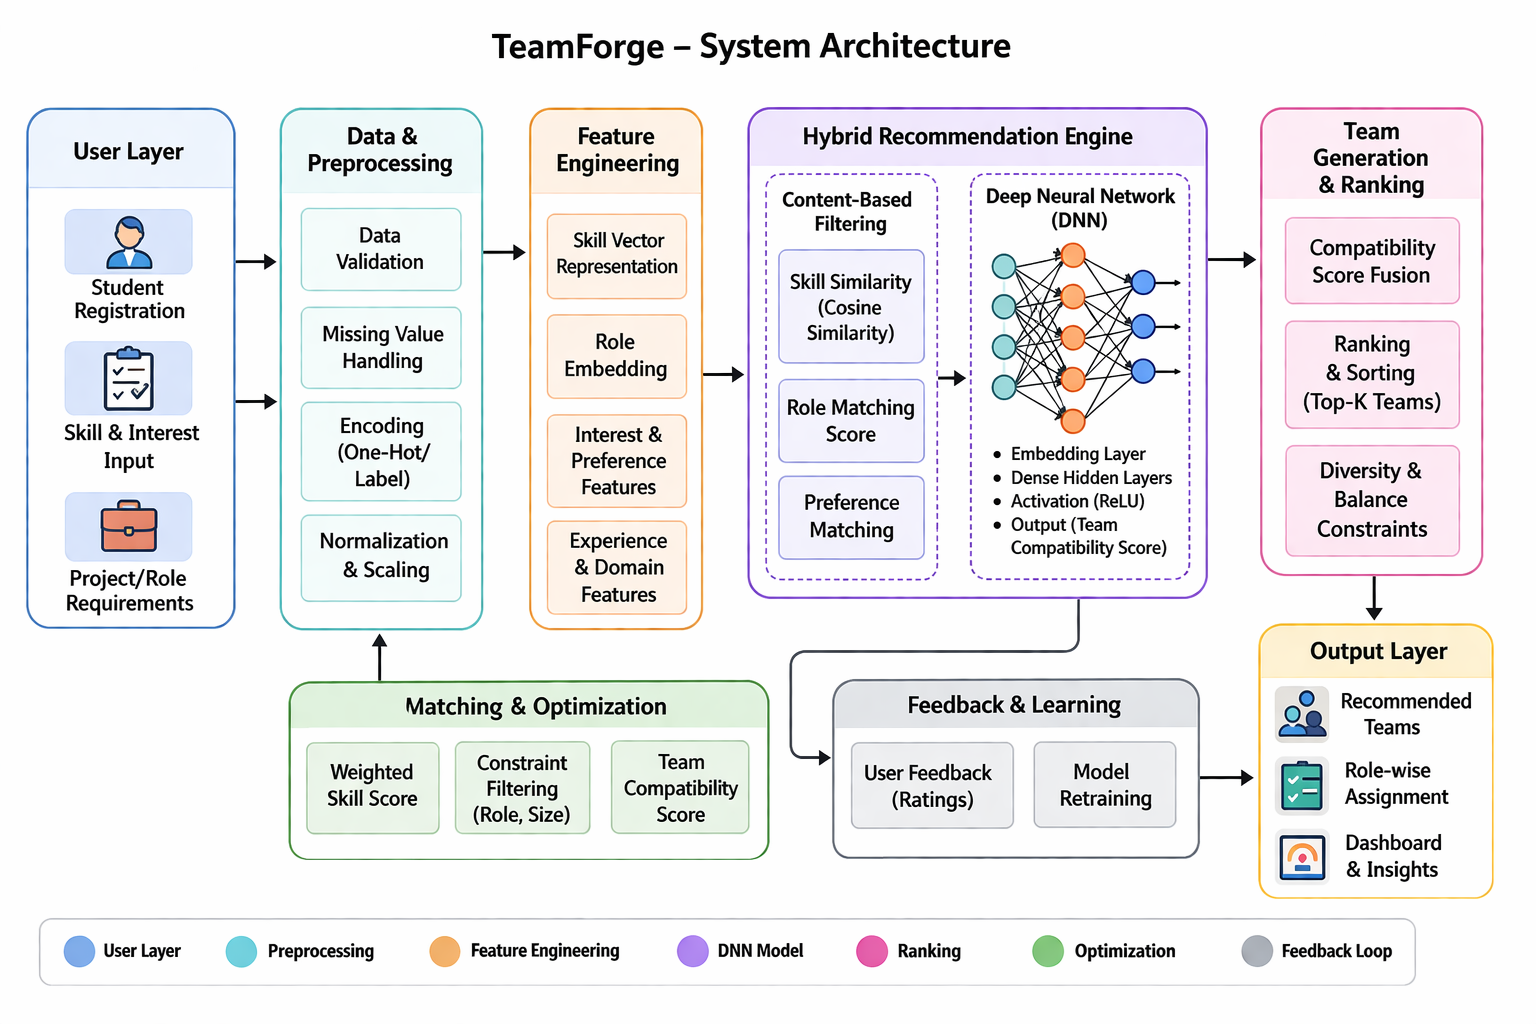 TeamForge – System Architecture
User Layer
Student
Registration
Skill & Interest
Input
Project/Role
Requirements
Data &
Preprocessing
Data
Validation
Missing Value
Handling
Encoding
(One-Hot/
Label)
Normalization
& Scaling
Feature
Engineering
Skill Vector
Representation
Role
Embedding
Interest &
Preference
Features
Experience
& Domain
Features
Hybrid Recommendation Engine
Content-Based
Filtering
Skill Similarity
(Cosine
Similarity)
Role Matching
Score
Preference
Matching
Deep Neural Network
(DNN)
• Embedding Layer
• Dense Hidden Layers
• Activation (ReLU)
• Output (Team
Compatibility Score)
Team
Generation
& Ranking
Compatibility
Score Fusion
Ranking
& Sorting
(Top-K Teams)
Diversity &
Balance
Constraints
Matching & Optimization
Weighted
Skill Score
Constraint
Filtering
(Role, Size)
Team
Compatibility
Score
Feedback & Learning
User Feedback
(Ratings)
Model
Retraining
Output Layer
Recommended
Teams
Role-wise
Assignment
Dashboard
& Insights
User Layer
Preprocessing
Feature Engineering
DNN Model
Ranking
Optimization
Feedback Loop